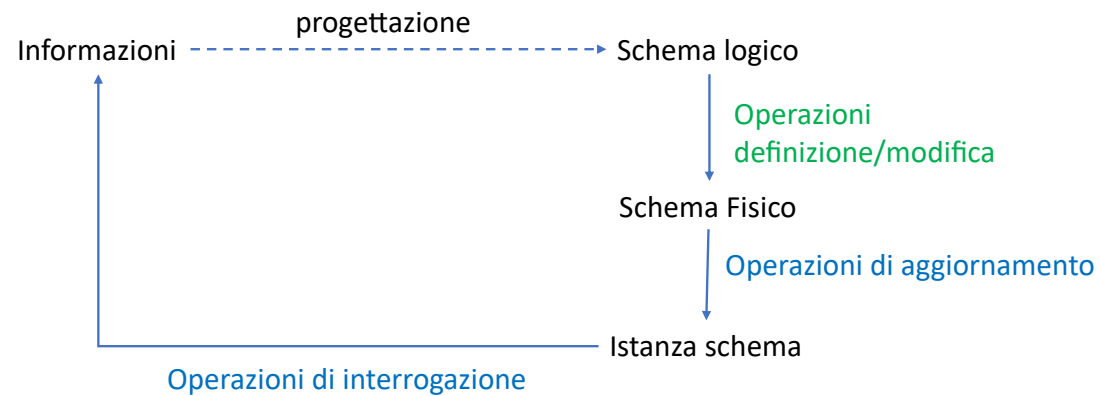 progettazione
Informazioni
Schema logico
Operazioni
definizione/modifica
Schema Fisico
Operazioni di aggiornamento
Istanza schema
Operazioni di interrogazione